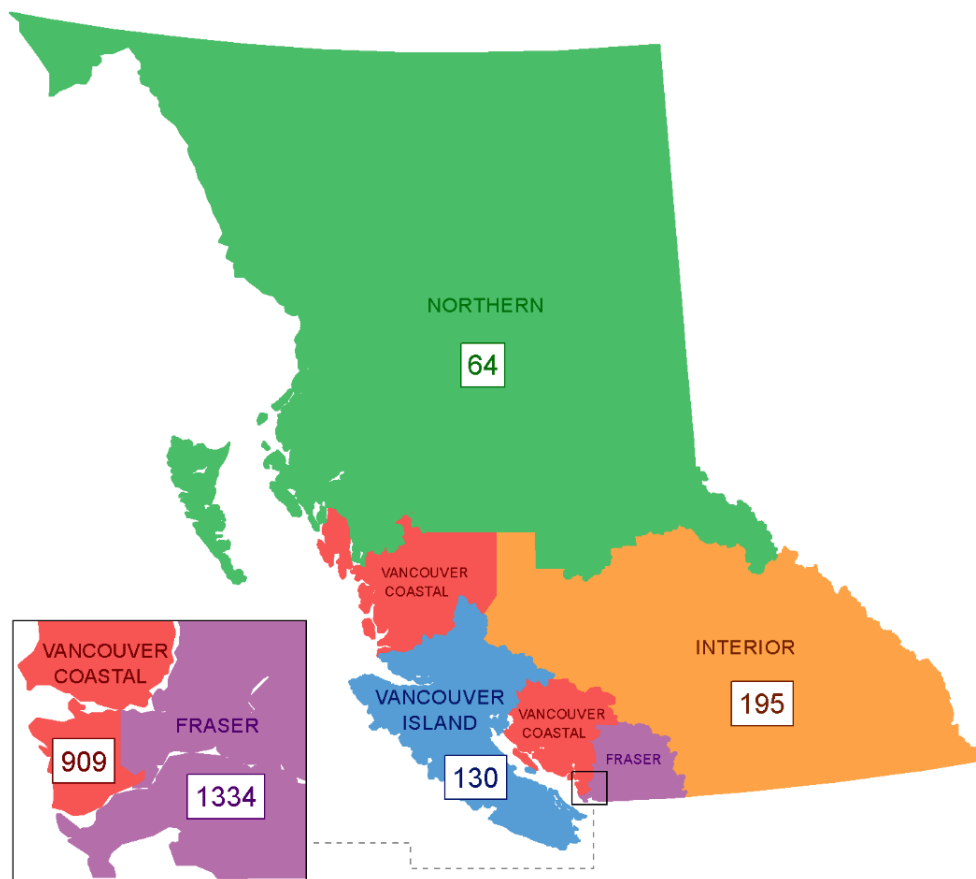 NORTHERN
64
VANCOUVER
COASTAL
INTERIOR
195
VANCOUVER
ISLAND
130
VANCOUVER
COASTAL
FRASER
VANCOUVER
COASTAL
FRASER
909
1334